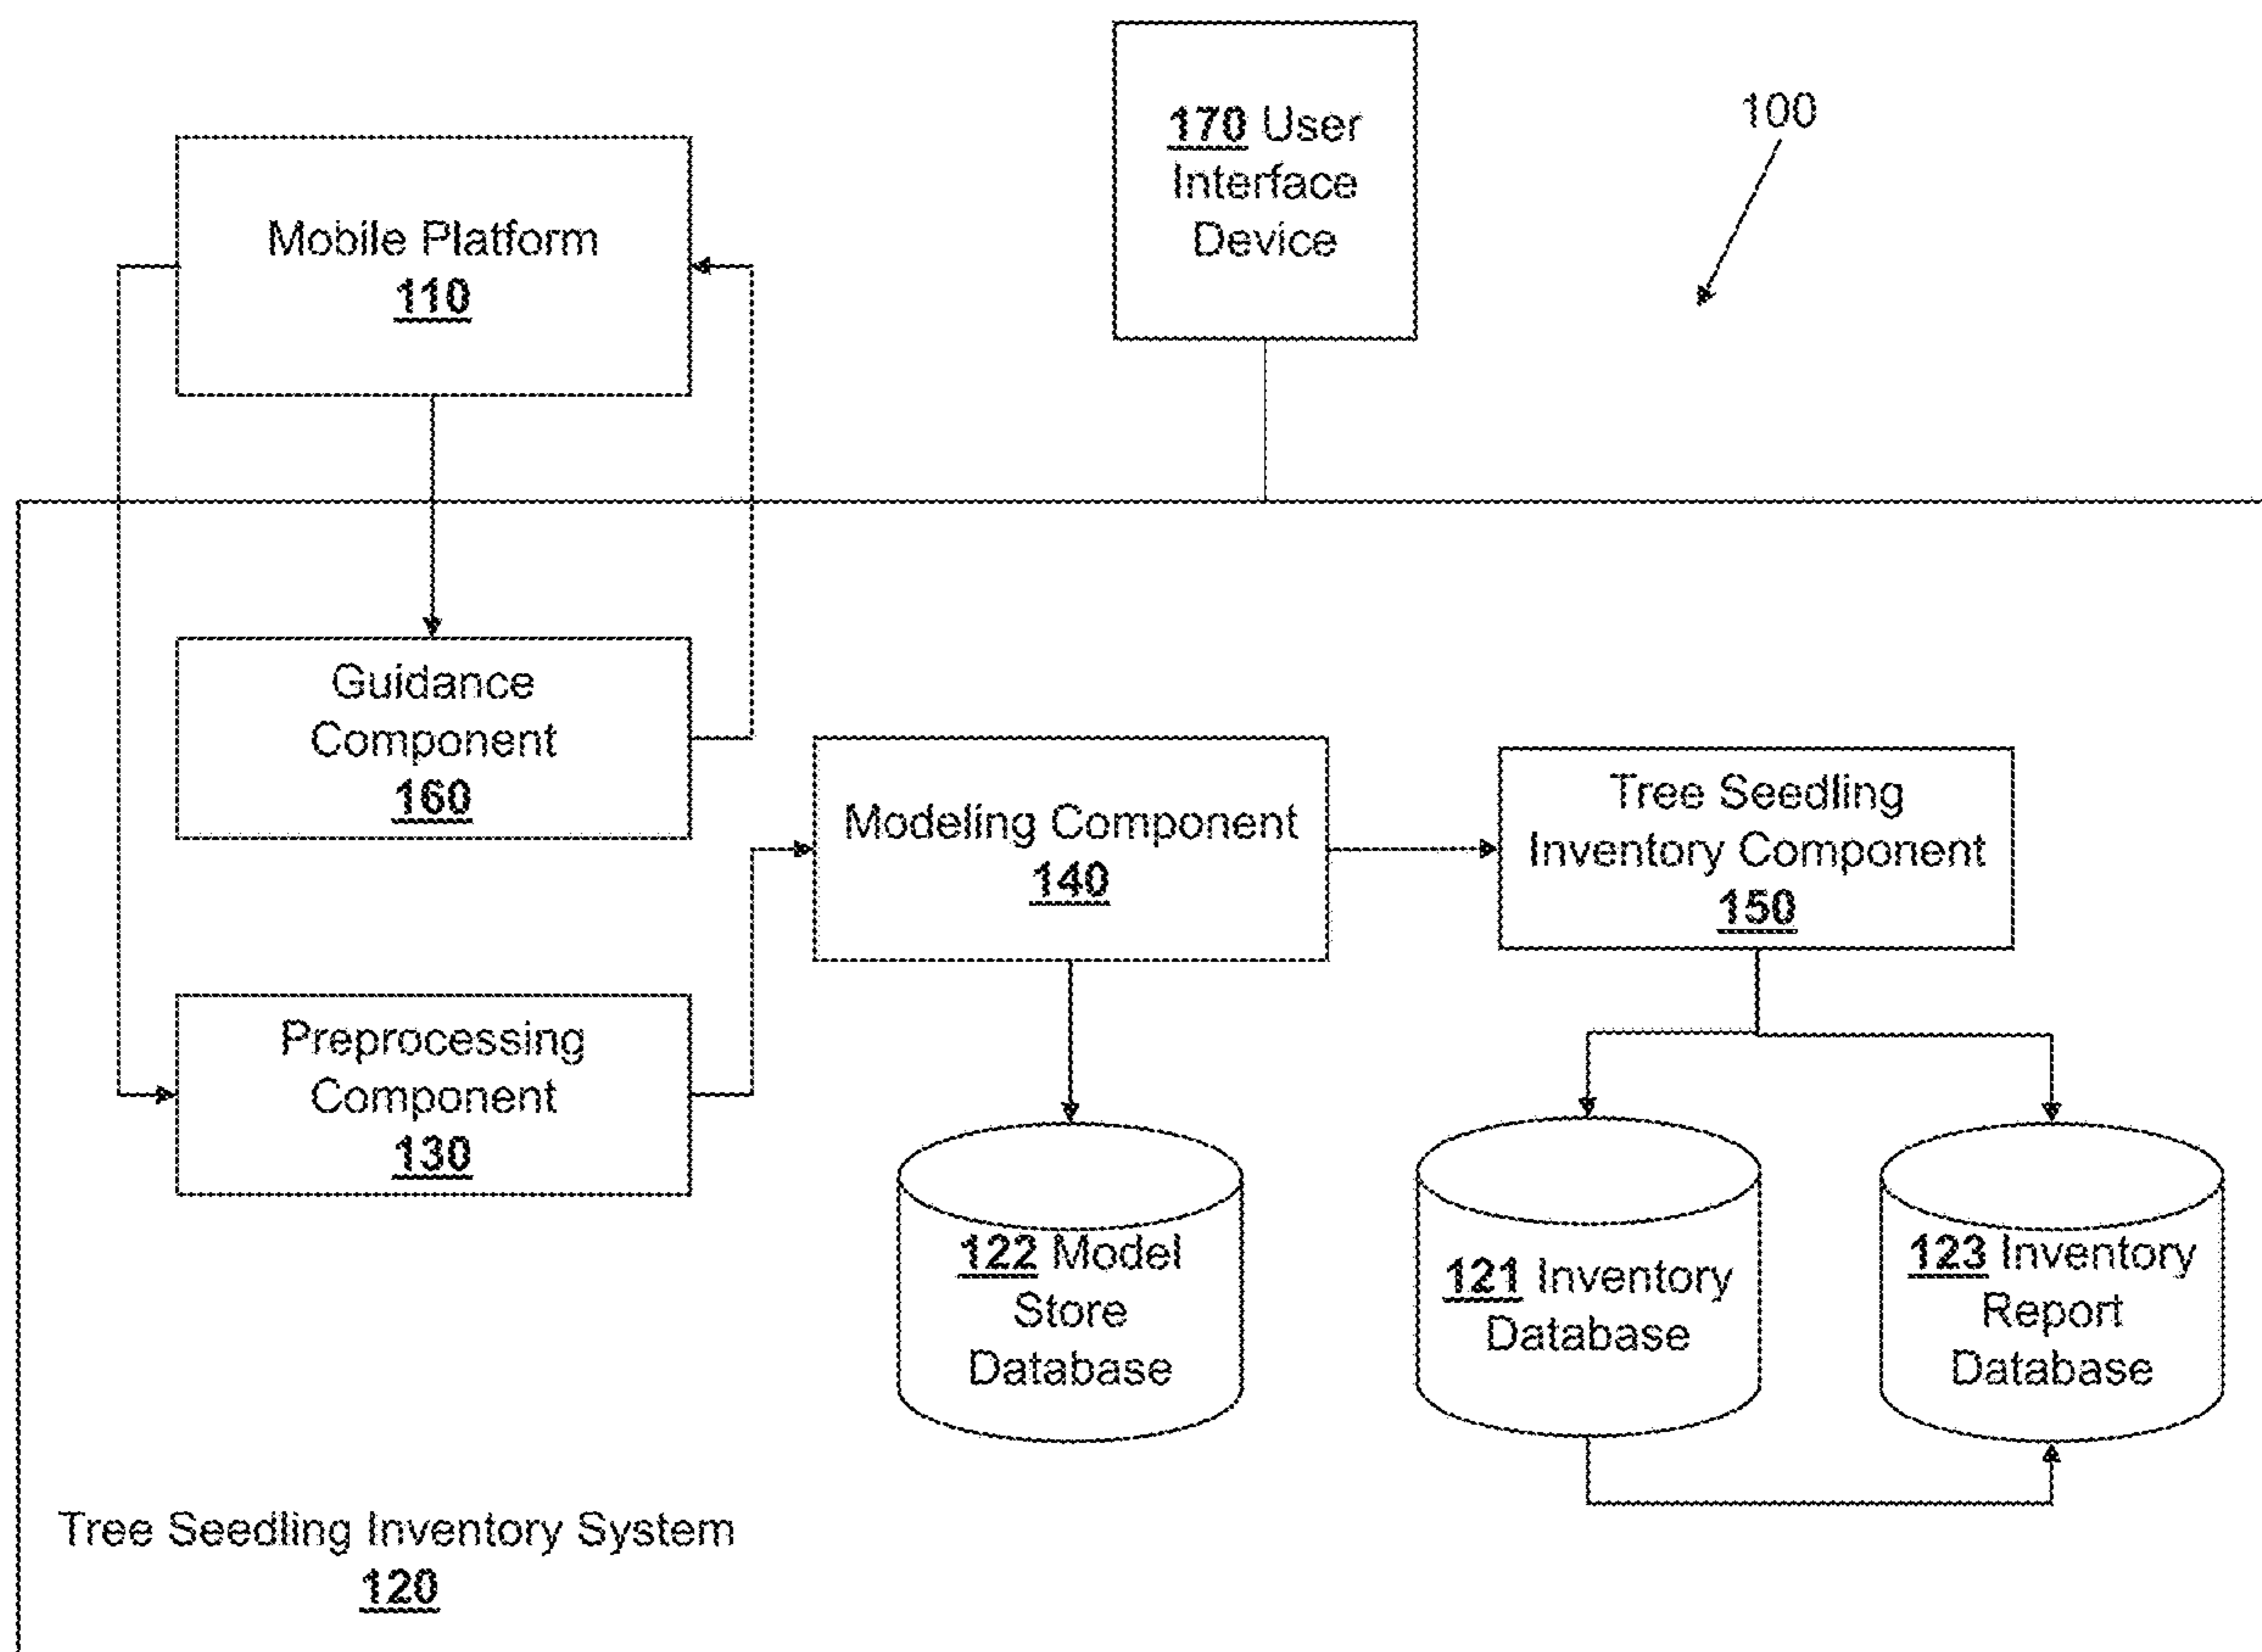 170 User
Interface
Device
100
Mobile Platform
110
Guidance
Component
160
Modeling Component
140
Tree Seedling
Inventory Component
150
Preprocessing
Component
130
122 Model
Store
Database
121 Inventory
Database
123 Inventory
Report
Database
Tree Seedling Inventory System
120